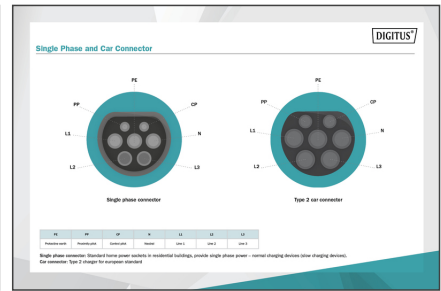 DIGITUS®
Single Phase and Car Connector
PE
PP
CP
L1
N
L2
L3
Single phase connector
PE
PP
CP
L1
N
L2
L3
Type 2 car connector
PE PP CP N L1 L2 L3
Protective earth Proximity pilot Control pilot Neutral Line 1 Line 2 Line 3
Single phase connector: Standard home power sockets in residential buildings, provide single phase power – normal charging devices (slow charging devices).
Car connector: Type 2 charger for european standard